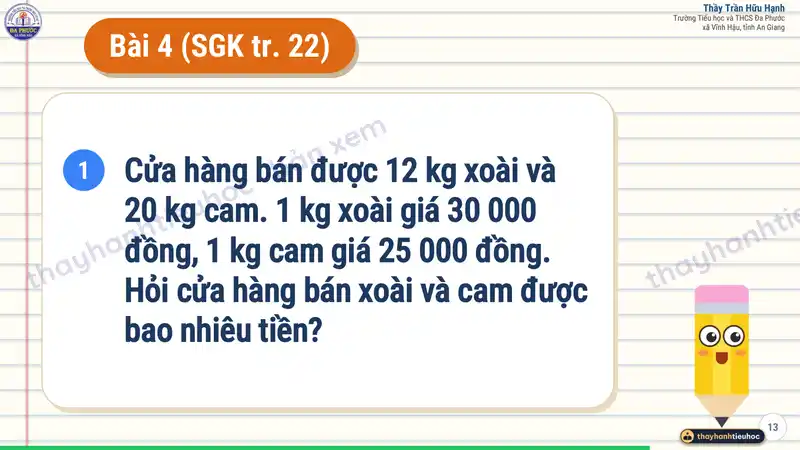 Thầy Trần Hữu Hạnh
Trường Tiểu học và THCS Đa Phước
xã Vĩnh Hậu, tỉnh An Giang
ĐA PHƯỚC
Bài 4 (SGK tr. 22)
1
Cửa hàng bán được 12 kg xoài và
20 kg cam. 1 kg xoài giá 30 000
đồng, 1 kg cam giá 25 000 đồng.
Hỏi cửa hàng bán xoài và cam được
bao nhiêu tiền?
thayhanhtieuhoc
13